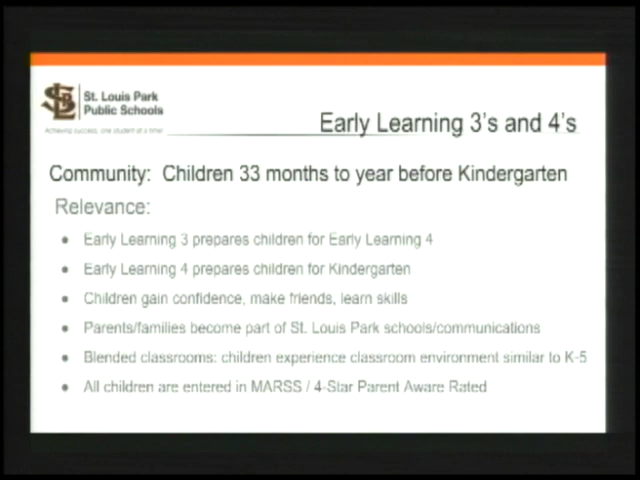 St. Louis Park
Public Schools
Achieving success, one student at a time!
Early Learning 3's and 4's
Community: Children 33 months to year before Kindergarten
Relevance:
• Early Learning 3 prepares children for Early Learning 4
• Early Learning 4 prepares children for Kindergarten
• Children gain confidence, make friends, learn skills
• Parents/families become part of St. Louis Park schools/communications
• Blended classrooms: children experience classroom environment similar to K-5
• All children are entered in MARSS / 4-Star Parent Aware Rated